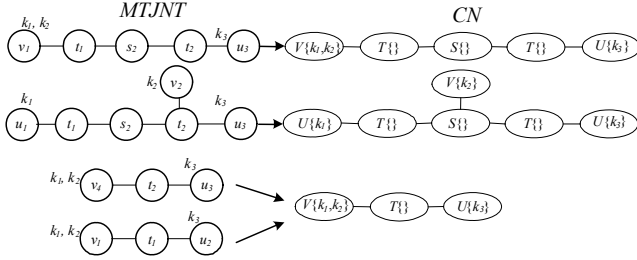 MTJNT CN
k₁, k₂ k₃
v₁ t₁ s₂ t₂ u₃ V{k₁,k₂} T{} S{} T{} U{k₃}
k₂ v₂ V{k₂}
k₁ k₃
u₁ t₁ s₂ t₂ u₃ U{k₁} T{} S{} T{} U{k₃}
k₃
k₁, k₂ v₄ t₂ u₃
V{k₁,k₂} T{} U{k₃}
k₁, k₂ k₃
v₁ t₁ u₂